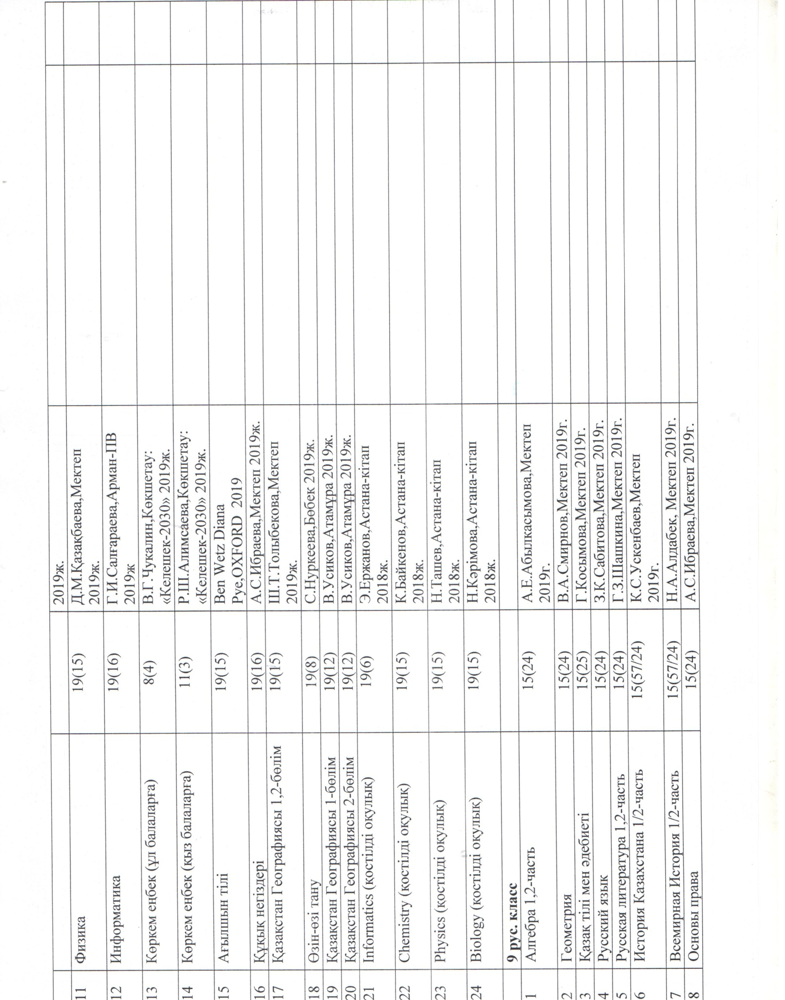 2019ж.
11 Физика 19(15) Д.М.Қазақбаева,Мектеп
2019ж.
12 Информатика 19(16) Г.И.Салғараева,Арман-ПВ
2019ж
13 Көркем еңбек (ұл балаларға) 8(4) В.Г.Чукалин,Көкшетау:
«Келешек-2030» 2019ж.
14 Көркем еңбек (қыз балаларға) 11(3) Р.Ш.Алимсаева,Көкшетау:
«Келешек-2030» 2019ж.
15 Ағылшын тілі 19(15) Ben Wetz Diana
Pye,OXFORD 2019
16 Құқық негіздері 19(16) А.С.Ибраева,Мектеп 2019ж.
17 Қазақстан Географиясы 1,2-бөлім 19(15) Ш.Т.Толыбекова,Мектеп
2019ж.
18 Өзін-өзі тану 19(8) С.Нуркеева,Бөбек 2019ж.
19 Қазақстан Географиясы 1-бөлім 19(12) В.Усиков,Атамұра 2019ж.
20 Қазақстан Географиясы 2-бөлім 19(12) В.Усиков,Атамұра 2019ж.
21 Informatics (қостілді оқулық) 19(6) Э.Ержанов,Астана-кітап
2018ж.
22 Chemistry (қостілді оқулық) 19(15) К.Байкенов,Астана-кітап
2018ж.
23 Physics (қостілді оқулық) 19(15) Н.Ташев,Астана-кітап
2018ж.
24 Biology (қостілді оқулық) 19(15) Н.Кәрімова,Астана-кітап
2018ж.
9 рус. класс
1 Алгебра 1,2-часть 15(24) А.Е.Абылкасымова,Мектеп
2019г.
2 Геометрия 15(24) В.А.Смирнов,Мектеп 2019г.
3 Қазақ тілі мен әдебиеті 15(25) Г.Косымова,Мектеп 2019г.
4 Русский язык 15(24) З.К.Сабитова,Мектеп 2019г.
5 Русская литература 1,2-часть 15(24) Г.З.Шашкина,Мектеп 2019г.
6 История Казахстана 1/2-часть 15(57/24) К.С.Ускенбаев,Мектеп
2019г.
7 Всемирная История 1/2-часть 15(57/24) Н.А.Алдабек, Мектеп 2019г.
8 Основы права 15(24) А.С.Ибраева,Мектеп 2019г.